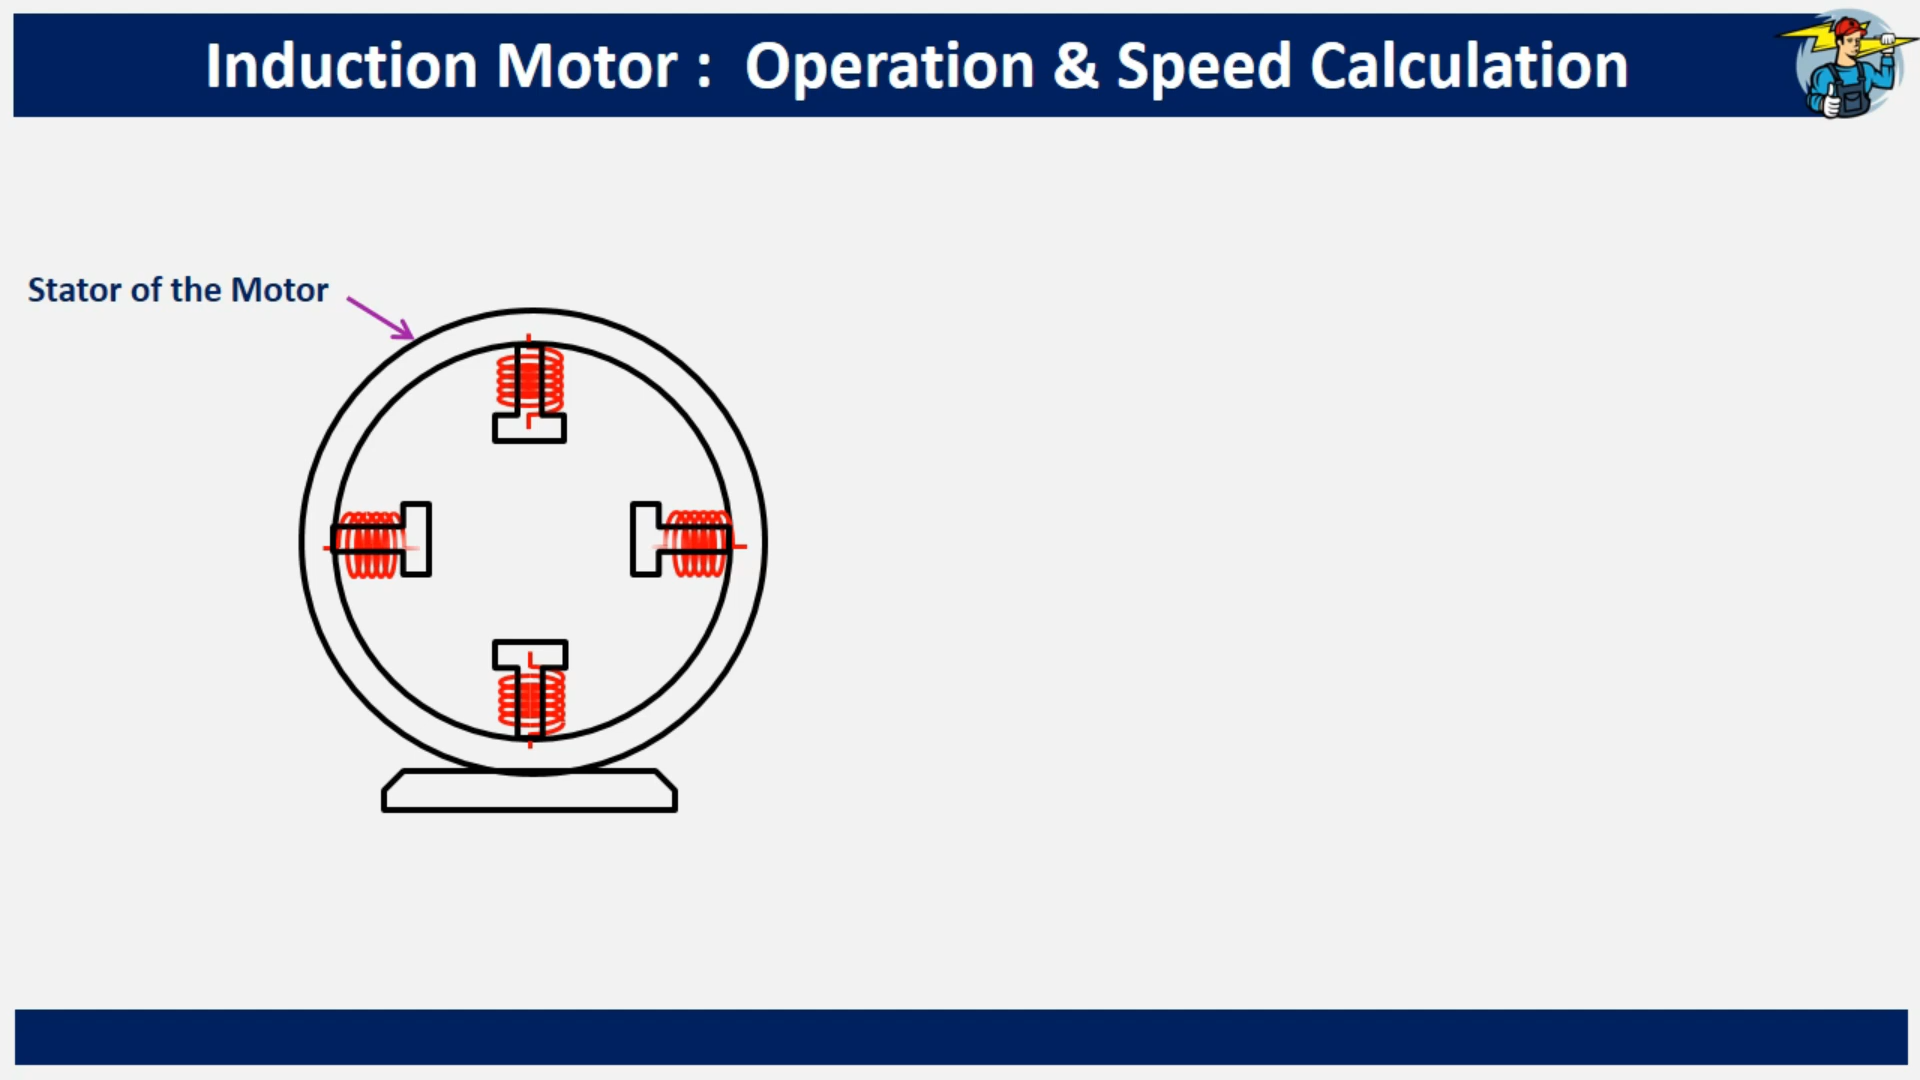 Induction Motor : Operation & Speed Calculation
Stator of the Motor